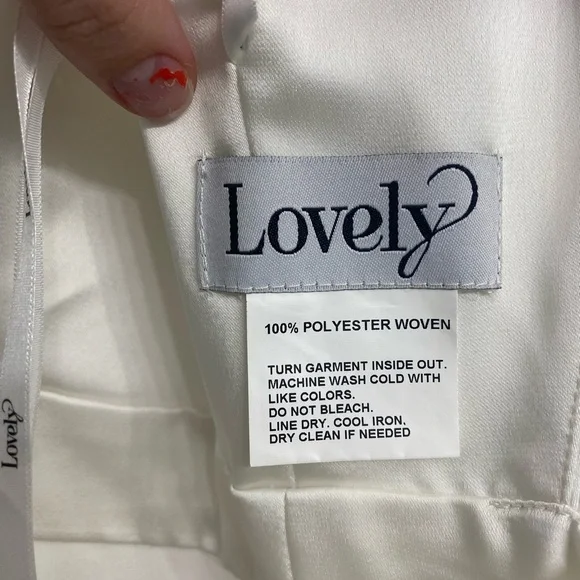 Lovely
100% POLYESTER WOVEN
TURN GARMENT INSIDE OUT.
MACHINE WASH COLD WITH
LIKE COLORS.
DO NOT BLEACH.
LINE DRY. COOL IRON.
DRY CLEAN IF NEEDED
Lovely